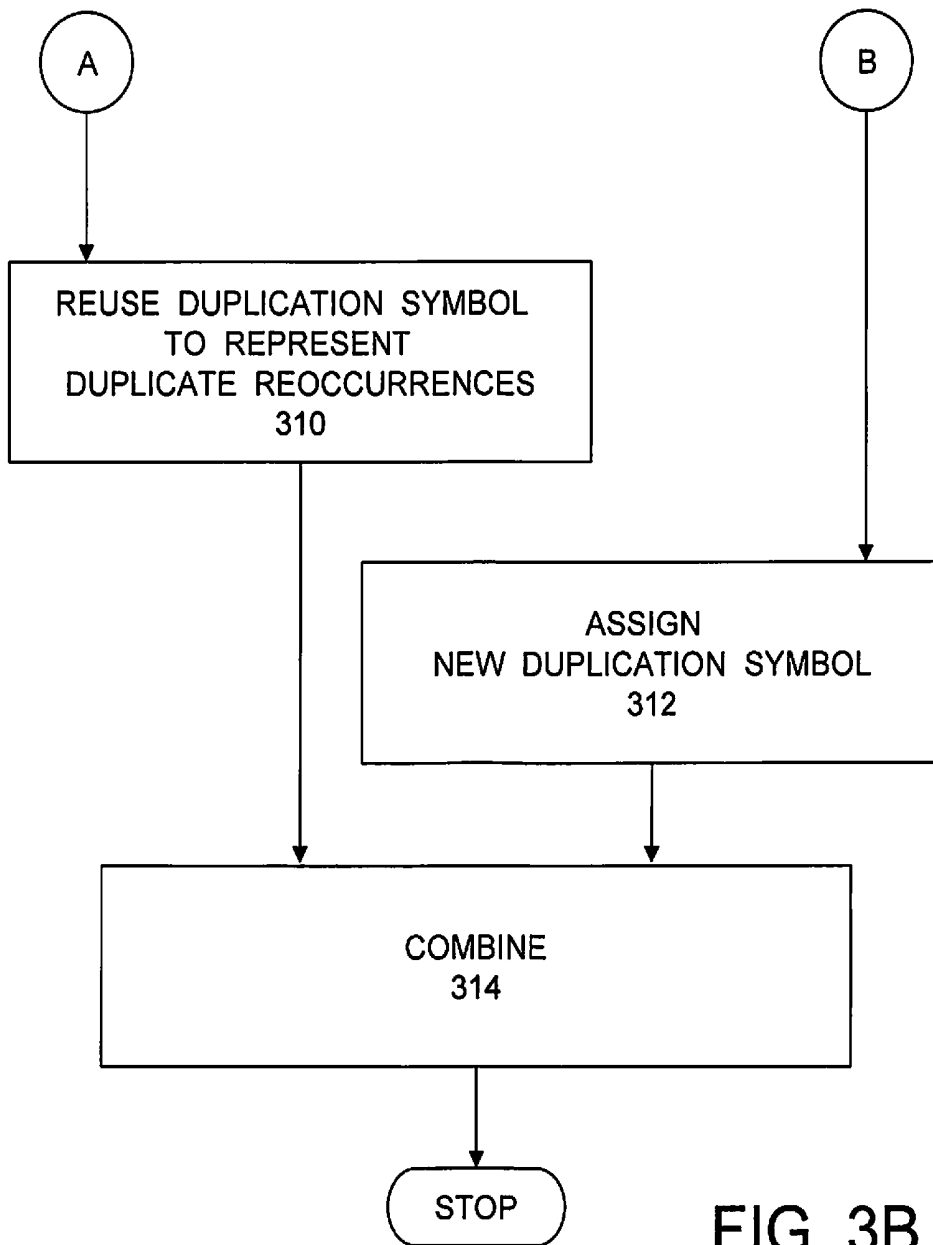 A
B
REUSE DUPLICATION SYMBOL
TO REPRESENT
DUPLICATE REOCCURRENCES
310
ASSIGN
NEW DUPLICATION SYMBOL
312
COMBINE
314
STOP
FIG. 3B